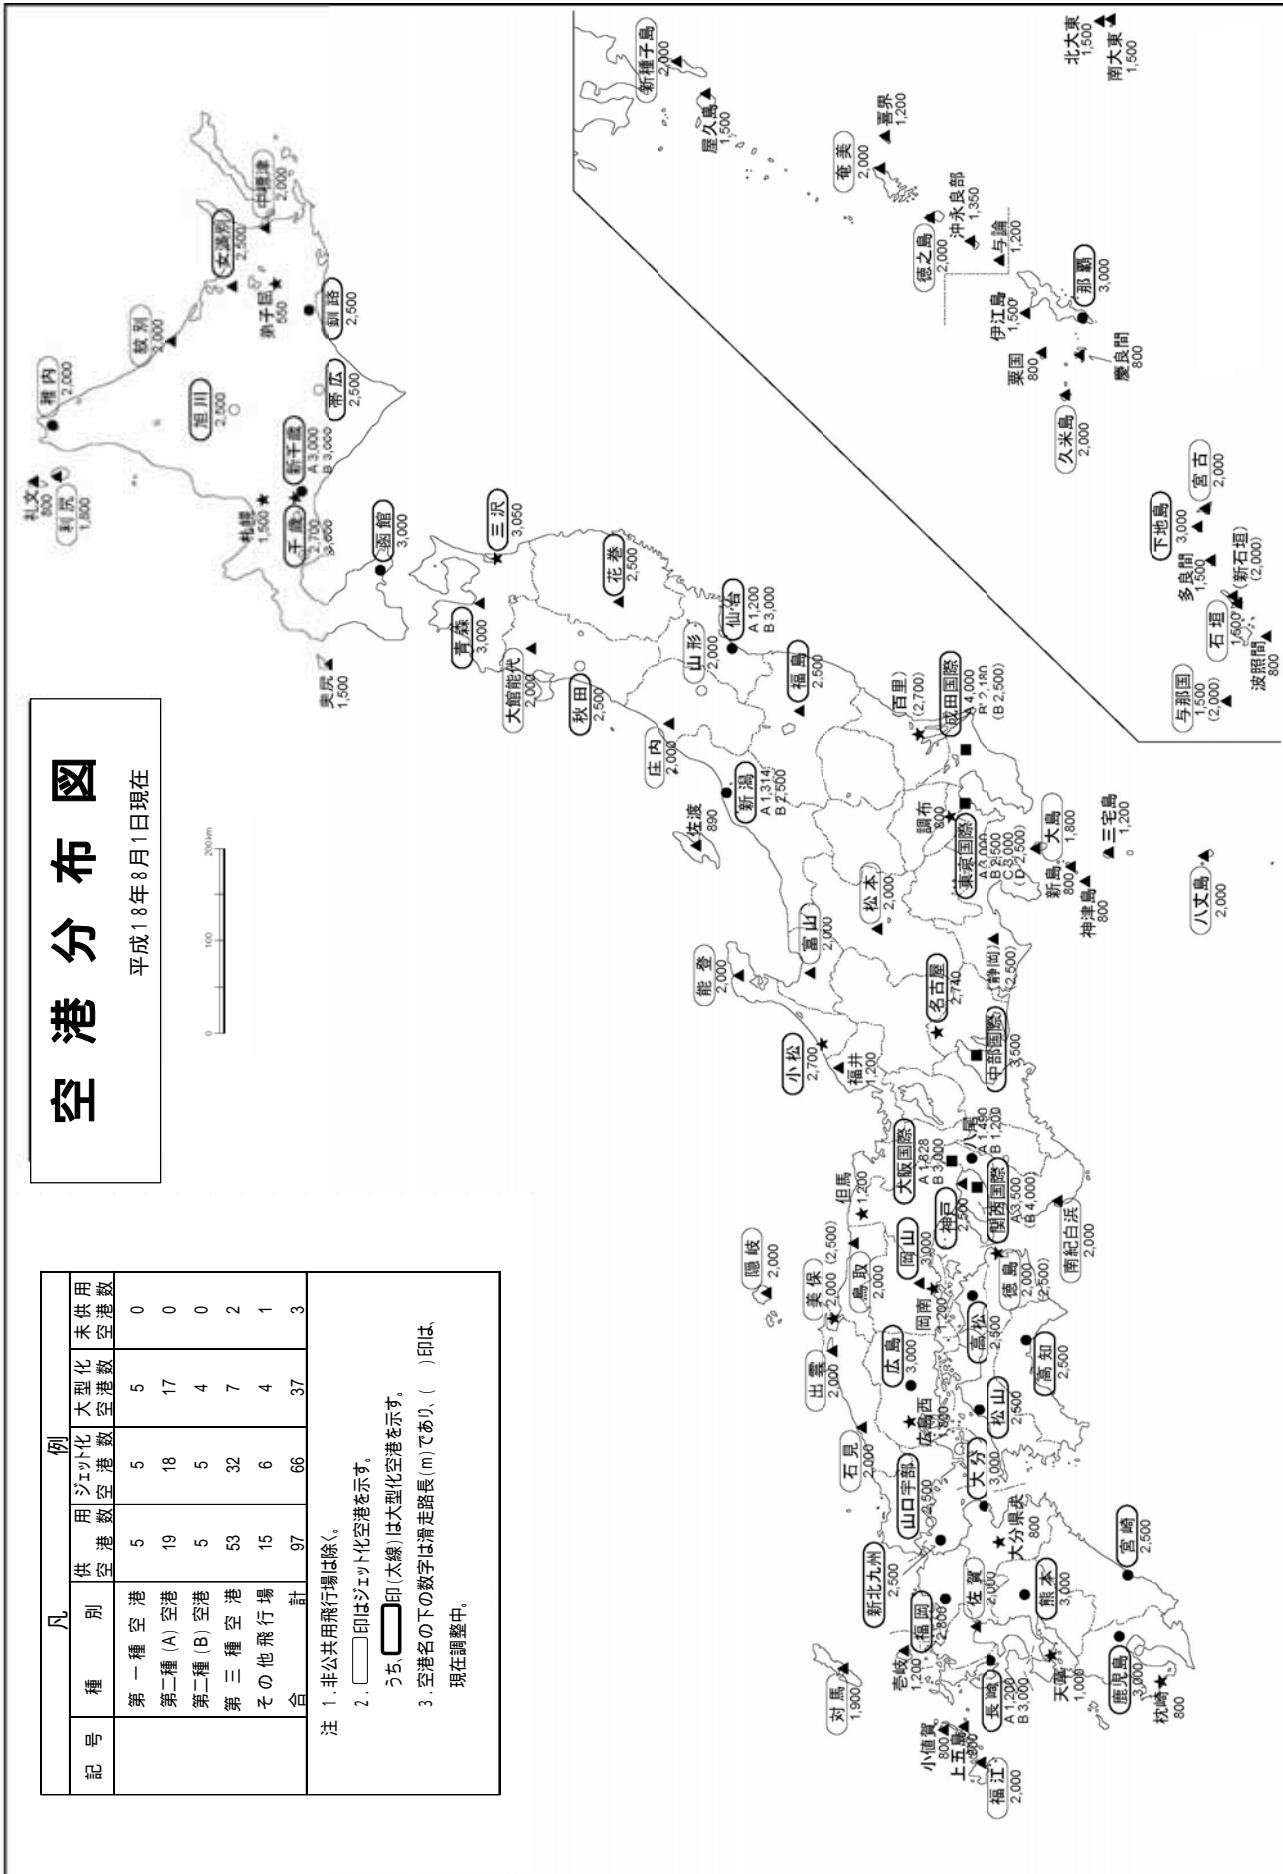 空港分布図
平成18年8月1日現在
0 100 200km
凡例
記号 種別 供用空港数 ジェット化空港数 大型化空港数 未供用空港数
第一種空港 5 5 5 0
第二種(A)空港 19 18 17 0
第二種(B)空港 5 5 4 0
第三種空港 53 32 7 2
その他飛行場 15 6 4 1
合計 97 66 37 3
注 1.非公共用飛行場は除く。
2. 印はジェット化空港を示す。
うち、 印(太線)は大型化空港を示す。
3.空港名の下の数字は滑走路長(m)であり、( )印は、
現在調整中。
礼文
800
利尻
1,800
稚内
2,000
紋別
2,000
女満別
2,500
中標津
2,000
弟子屈
550
釧路
2,500
旭川
2,500
帯広
2,500
札幌
1,500
新千歳
A 3,000
B 3,000
千歳
2,700
函館
3,000
奥尻
1,500
青森
3,000
三沢
3,050
大館能代
2,000
花巻
2,500
秋田
2,500
山形
2,000
仙台
A 1,200
B 3,000
庄内
2,000
福島
2,500
新潟
A 1,314
B 2,500
佐渡
890
(百里)
(2,700)
成田国際
A 4,000
B' 2,180
(B 2,500)
調布
800
東京国際
A 3,000
B 2,500
C 3,000
(D 2,500)
大島
1,800
新島
800
神津島
800
三宅島
1,200
八丈島
2,000
松本
2,000
富山
2,000
能登
2,000
(静岡)
(2,500)
名古屋
2,740
中部国際
3,500
小松
2,700
福井
1,200
八尾
A 1,490
B 1,200
大阪国際
A 1,828
B 3,000
神戸
2,500
関西国際
A 3,500
(B 4,000)
南紀白浜
2,000
但馬
1,200
鳥取
2,000
岡山
3,000
岡南
1,200
隠岐
2,000
美保
2,000 (2,500)
出雲
2,000
石見
2,000
広島
3,000
広島西
1,800
徳島
2,000
(2,500)
高松
2,500
高知
2,500
松山
2,500
山口宇部
2,500
大分
3,000
大分県央
800
新北九州
2,500
福岡
2,800
佐賀
2,000
熊本
3,000
宮崎
2,500
対馬
1,900
壱岐
1,200
小値賀
800
上五島
800
福江
2,000
長崎
A 1,200
B 3,000
天草
1,000
鹿児島
3,000
枕崎
800
新種子島
2,000
屋久島
1,500
奄美
2,000
喜界
1,200
徳之島
2,000
沖永良部
1,350
与論
1,200
伊江島
1,500
那覇
3,000
粟国
800
慶良間
800
久米島
2,000
北大東
1,500
南大東
1,500
宮古
2,000
下地島
3,000
多良間
1,500
石垣
1,500
(新石垣)
(2,000)
波照間
800
与那国
1,500
(2,000)